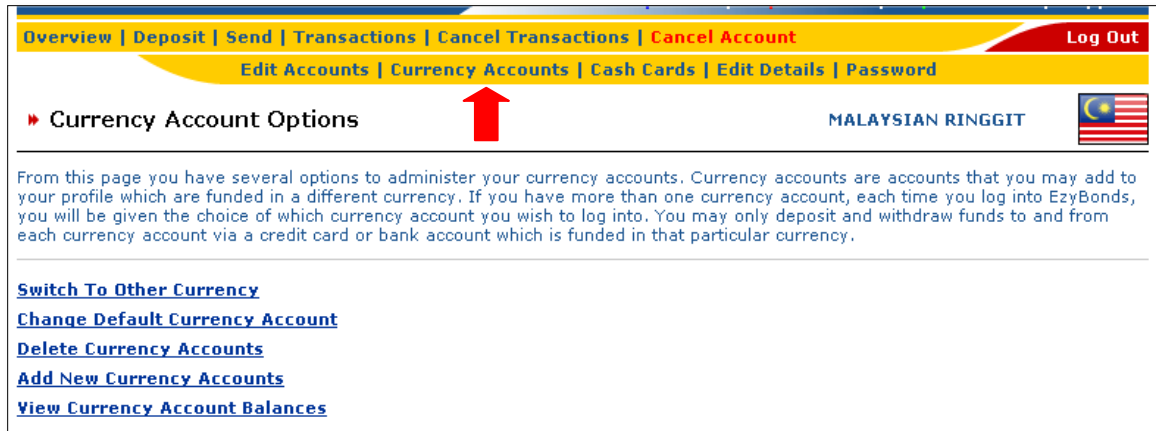 Overview | Deposit | Send | Transactions | Cancel Transactions | Cancel Account
Log Out
Edit Accounts | Currency Accounts | Cash Cards | Edit Details | Password
Currency Account Options
MALAYSIAN RINGGIT
From this page you have several options to administer your currency accounts. Currency accounts are accounts that you may add to
your profile which are funded in a different currency. If you have more than one currency account, each time you log into EzyBonds,
you will be given the choice of which currency account you wish to log into. You may only deposit and withdraw funds to and from
each currency account via a credit card or bank account which is funded in that particular currency.
Switch To Other Currency
Change Default Currency Account
Delete Currency Accounts
Add New Currency Accounts
View Currency Account Balances